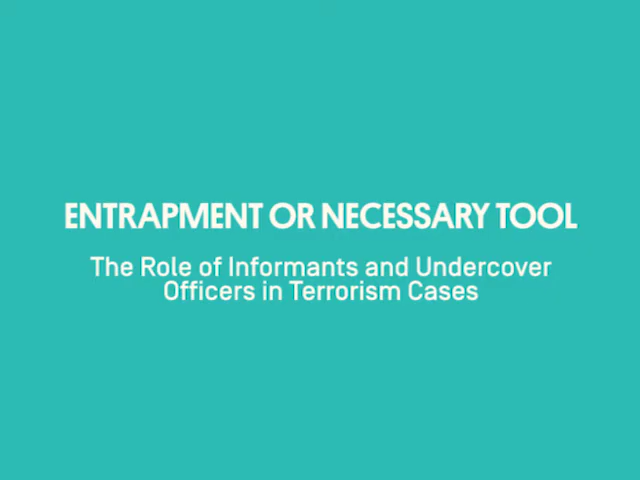 ENTRAPMENT OR NECESSARY TOOL
The Role of Informants and Undercover
Officers in Terrorism Cases